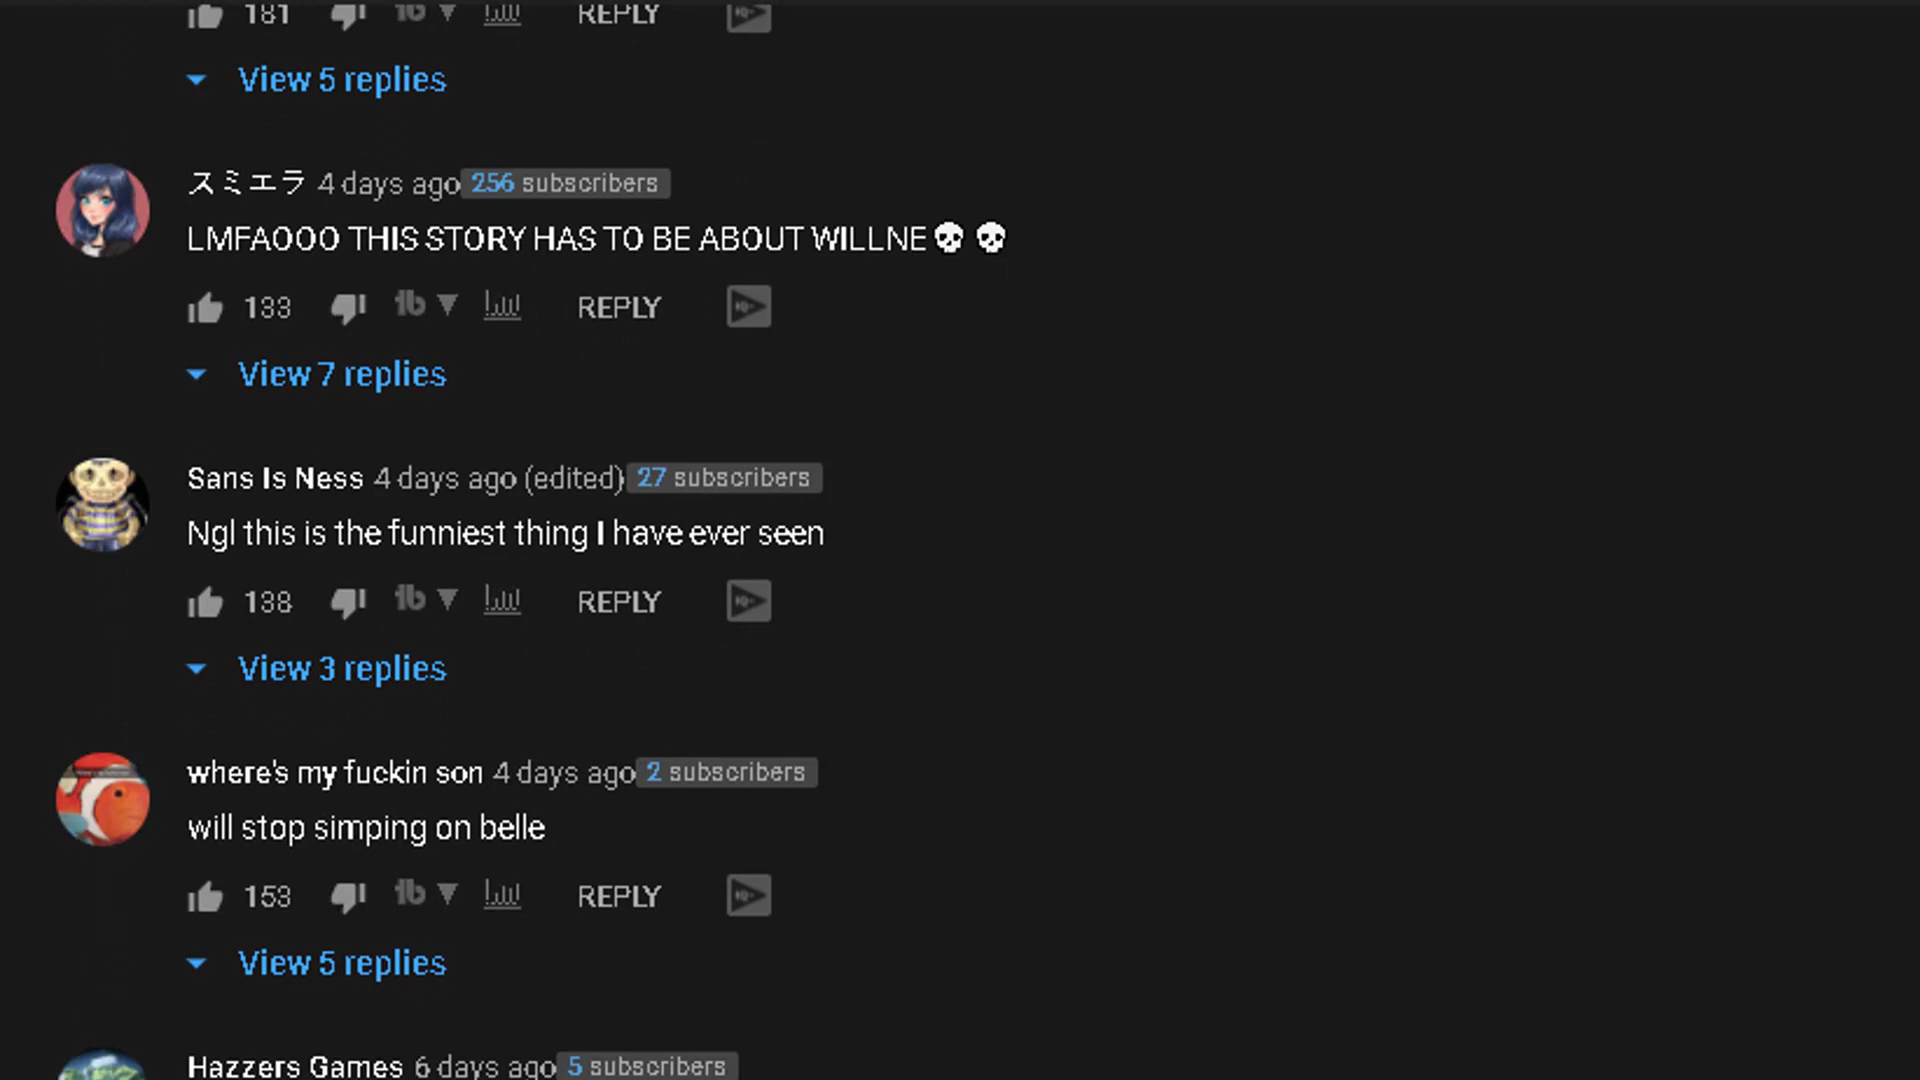 181 REPLY
View 5 replies
スミエラ 4 days ago 256 subscribers
LMFAOOO THIS STORY HAS TO BE ABOUT WILLNE💀💀
133 REPLY
View 7 replies
Sans Is Ness 4 days ago (edited) 27 subscribers
Ngl this is the funniest thing I have ever seen
138 REPLY
View 3 replies
where's my fuckin son 4 days ago 2 subscribers
will stop simping on belle
153 REPLY
View 5 replies
Hazzers Games 6 days ago 5 subscribers